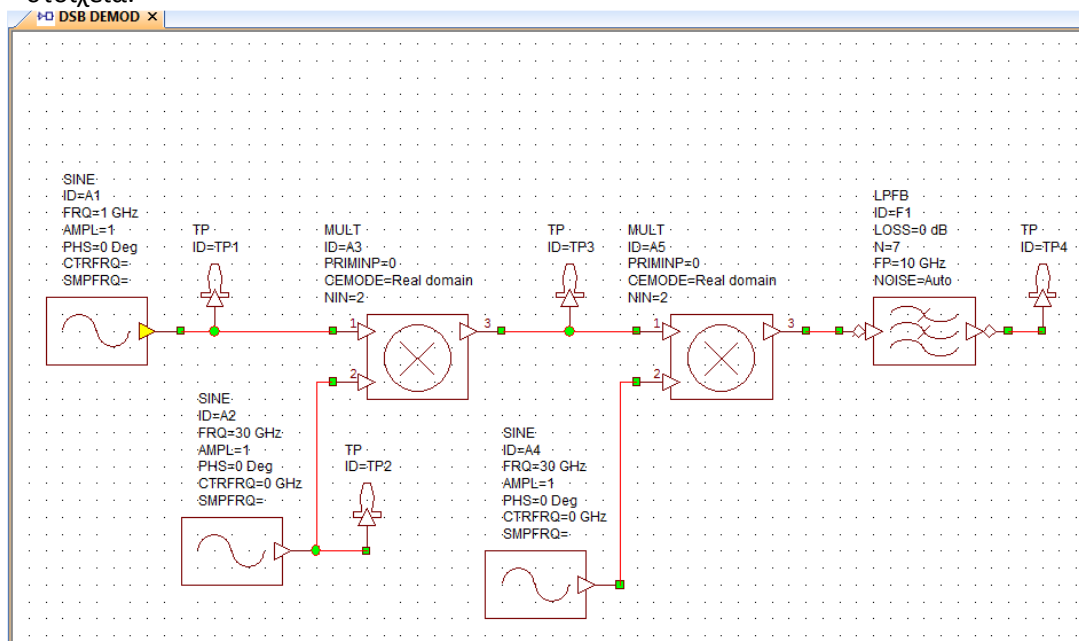 στοιχεία.
DSB DEMOD ×
SINE
ID=A1
FRQ=1 GHz
AMPL=1
PHS=0 Deg
CTRFRQ=
SMPFRQ=
TP
ID=TP1
MULT
ID=A3
PRIMINP=0
CEMODE=Real domain
NIN=2
TP
ID=TP3
MULT
ID=A5
PRIMINP=0
CEMODE=Real domain
NIN=2
LPFB
ID=F1
LOSS=0 dB
N=7
FP=10 GHz
NOISE=Auto
TP
ID=TP4
1
2
3
1
2
3
SINE
ID=A2
FRQ=30 GHz
AMPL=1
PHS=0 Deg
CTRFRQ=0 GHz
SMPFRQ=
TP
ID=TP2
SINE
ID=A4
FRQ=30 GHz
AMPL=1
PHS=0 Deg
CTRFRQ=0 GHz
SMPFRQ=